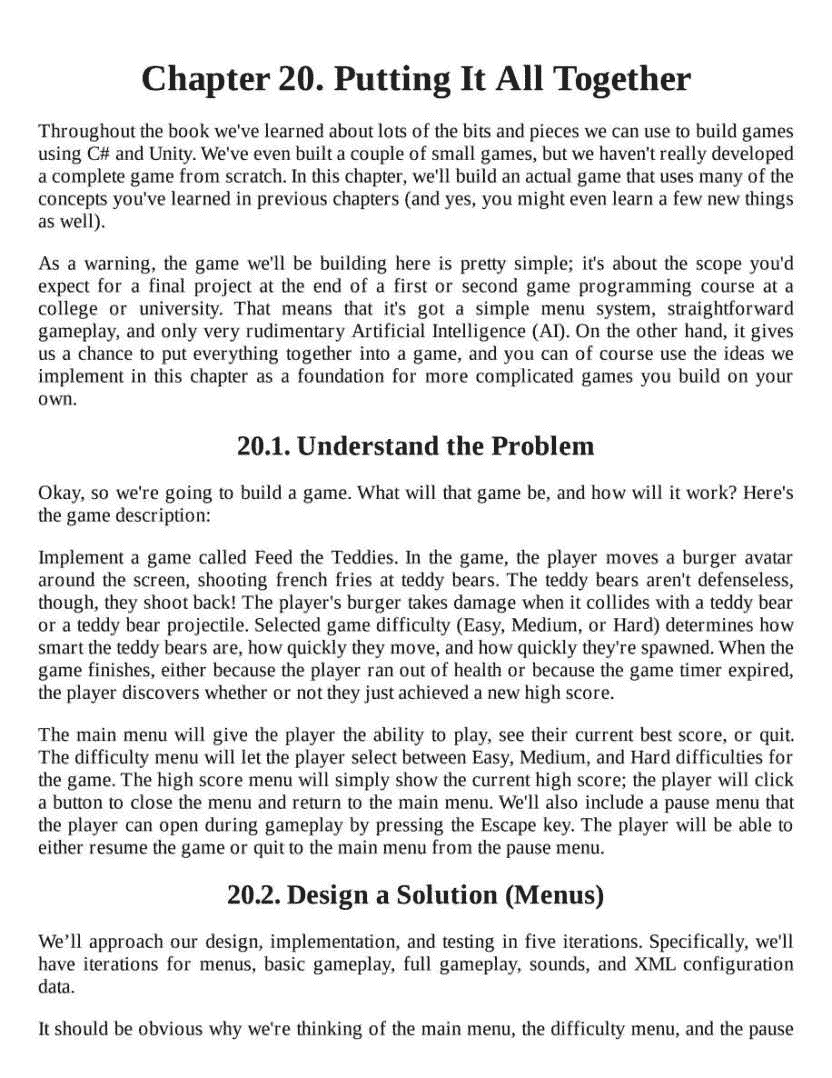 Chapter 20. Putting It All Together
Throughout the book we've learned about lots of the bits and pieces we can use to build games
using C# and Unity. We've even built a couple of small games, but we haven't really developed
a complete game from scratch. In this chapter, we'll build an actual game that uses many of the
concepts you've learned in previous chapters (and yes, you might even learn a few new things
as well).
As a warning, the game we'll be building here is pretty simple; it's about the scope you'd
expect for a final project at the end of a first or second game programming course at a
college or university. That means that it's got a simple menu system, straightforward
gameplay, and only very rudimentary Artificial Intelligence (AI). On the other hand, it gives
us a chance to put everything together into a game, and you can of course use the ideas we
implement in this chapter as a foundation for more complicated games you build on your
own.
20.1. Understand the Problem
Okay, so we're going to build a game. What will that game be, and how will it work? Here's
the game description:
Implement a game called Feed the Teddies. In the game, the player moves a burger avatar
around the screen, shooting french fries at teddy bears. The teddy bears aren't defenseless,
though, they shoot back! The player's burger takes damage when it collides with a teddy bear
or a teddy bear projectile. Selected game difficulty (Easy, Medium, or Hard) determines how
smart the teddy bears are, how quickly they move, and how quickly they're spawned. When the
game finishes, either because the player ran out of health or because the game timer expired,
the player discovers whether or not they just achieved a new high score.
The main menu will give the player the ability to play, see their current best score, or quit.
The difficulty menu will let the player select between Easy, Medium, and Hard difficulties for
the game. The high score menu will simply show the current high score; the player will click
a button to close the menu and return to the main menu. We'll also include a pause menu that
the player can open during gameplay by pressing the Escape key. The player will be able to
either resume the game or quit to the main menu from the pause menu.
20.2. Design a Solution (Menus)
We’ll approach our design, implementation, and testing in five iterations. Specifically, we'll
have iterations for menus, basic gameplay, full gameplay, sounds, and XML configuration
data.
It should be obvious why we're thinking of the main menu, the difficulty menu, and the pause